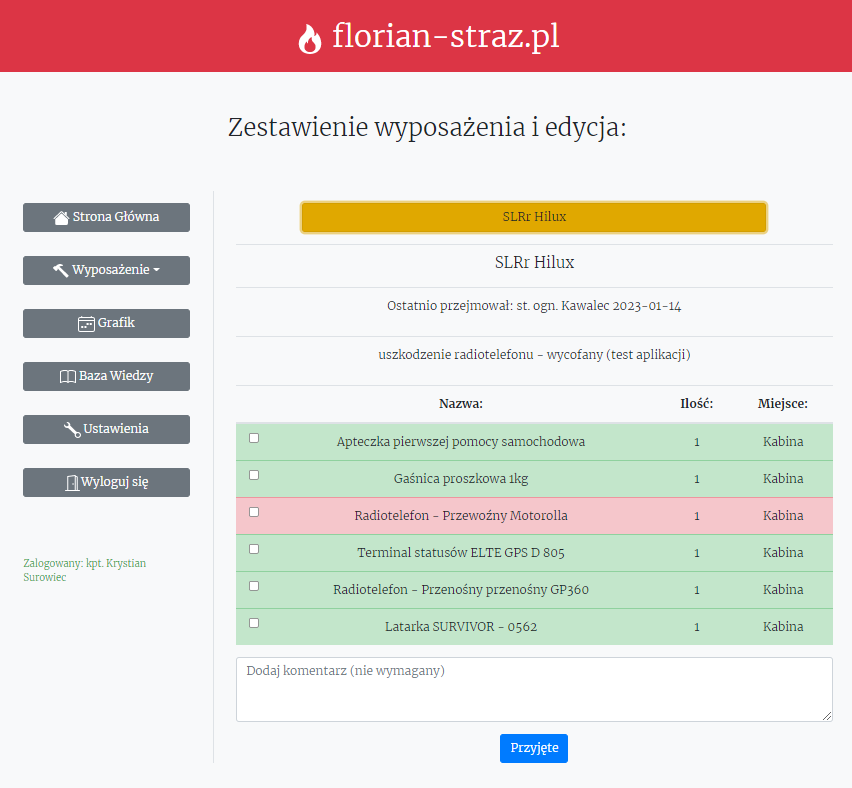 florian-straz.pl
Zestawienie wyposażenia i edycja:
Strona Główna
Wyposażenie
Grafik
Baza Wiedzy
Ustawienia
Wyloguj się
Zalogowany: kpt. Krystian
Surowiec
SLRr Hilux
SLRr Hilux
Ostatnio przejmował: st. ogn. Kawalec 2023-01-14
uszkodzenie radiotelefonu - wycofany (test aplikacji)
Nazwa: Ilość: Miejsce:
Apteczka pierwszej pomocy samochodowa 1 Kabina
Gaśnica proszkowa 1kg 1 Kabina
Radiotelefon - Przewoźny Motorolla 1 Kabina
Terminal statusów ELTE GPS D 805 1 Kabina
Radiotelefon - Przenośny przenośny GP360 1 Kabina
Latarka SURVIVOR - 0562 1 Kabina
Dodaj komentarz (nie wymagany)
Przyjęte